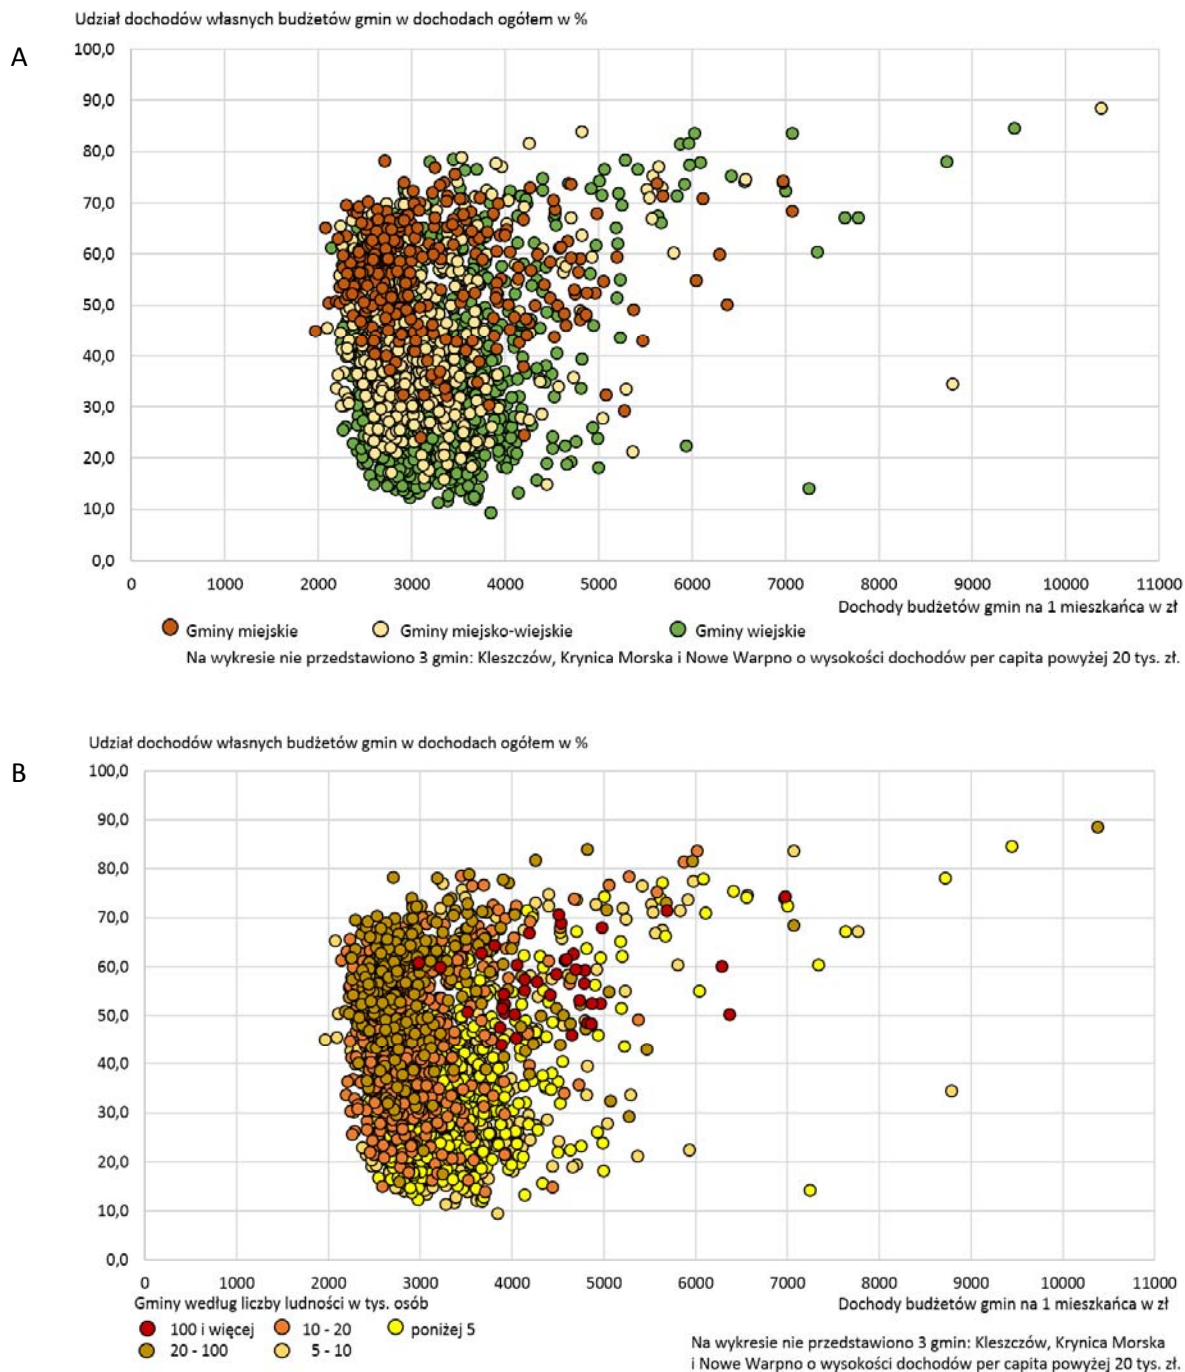 Udział dochodów własnych budżetów gmin w dochodach ogółem w %
A
100,0
90,0
80,0
70,0
60,0
50,0
40,0
30,0
20,0
10,0
0,0
0 1000 2000 3000 4000 5000 6000 7000 8000 9000 10000 11000
Dochody budżetów gmin na 1 mieszkańca w zł
Gminy miejskie Gminy miejsko-wiejskie Gminy wiejskie
Na wykresie nie przedstawiono 3 gmin: Kleszczów, Krynica Morska i Nowe Warpno o wysokości dochodów per capita powyżej 20 tys. zł.
Udział dochodów własnych budżetów gmin w dochodach ogółem w %
B
100,0
90,0
80,0
70,0
60,0
50,0
40,0
30,0
20,0
10,0
0,0
0 1000 2000 3000 4000 5000 6000 7000 8000 9000 10000 11000
Gminy według liczby ludności w tys. osób
Dochody budżetów gmin na 1 mieszkańca w zł
100 i więcej 10 - 20 poniżej 5
20 - 100 5 - 10
Na wykresie nie przedstawiono 3 gmin: Kleszczów, Krynica Morska
i Nowe Warpno o wysokości dochodów per capita powyżej 20 tys. zł.